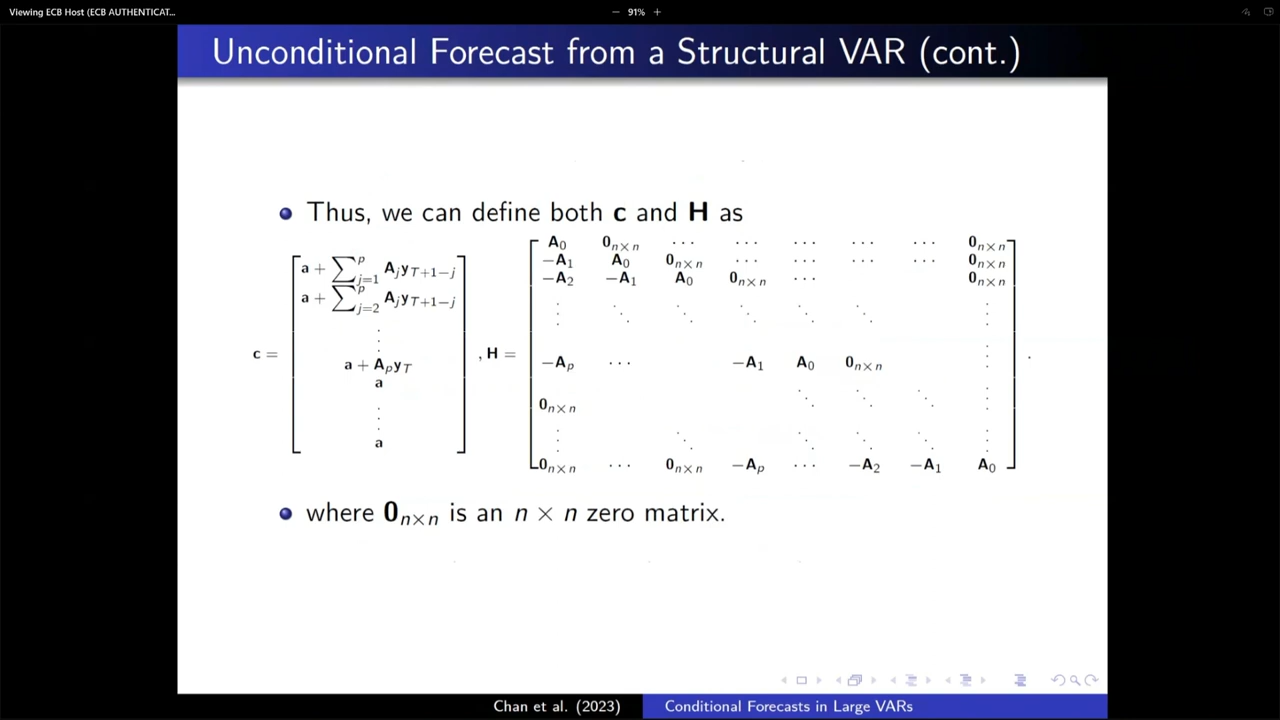 Viewing ECB Host (ECB AUTHENTICAT...
− 91% +
Unconditional Forecast from a Structural VAR (cont.)
Thus, we can define both c and H as
c = [ a + ∑_{j=1}^{p} A_j y_{T+1−j}
a + ∑_{j=2}^{p} A_j y_{T+1−j}
⋮
a + A_p y_T
a
⋮
a ]
, H = [ A_0 0_{n×n} ⋯ ⋯ ⋯ ⋯ ⋯ 0_{n×n}
−A_1 A_0 0_{n×n} ⋯ ⋯ ⋯ ⋯ 0_{n×n}
−A_2 −A_1 A_0 0_{n×n} ⋯ 0_{n×n}
⋮ ⋱ ⋱ ⋱ ⋱ ⋱ ⋮
−A_p ⋯ −A_1 A_0 0_{n×n} ⋮
0_{n×n} ⋱ ⋱ ⋱ ⋮
⋮ ⋱ ⋱ ⋱ ⋱ ⋮
0_{n×n} ⋯ 0_{n×n} −A_p ⋯ −A_2 −A_1 A_0 ] .
where 0_{n×n} is an n × n zero matrix.
Chan et al. (2023)
Conditional Forecasts in Large VARs